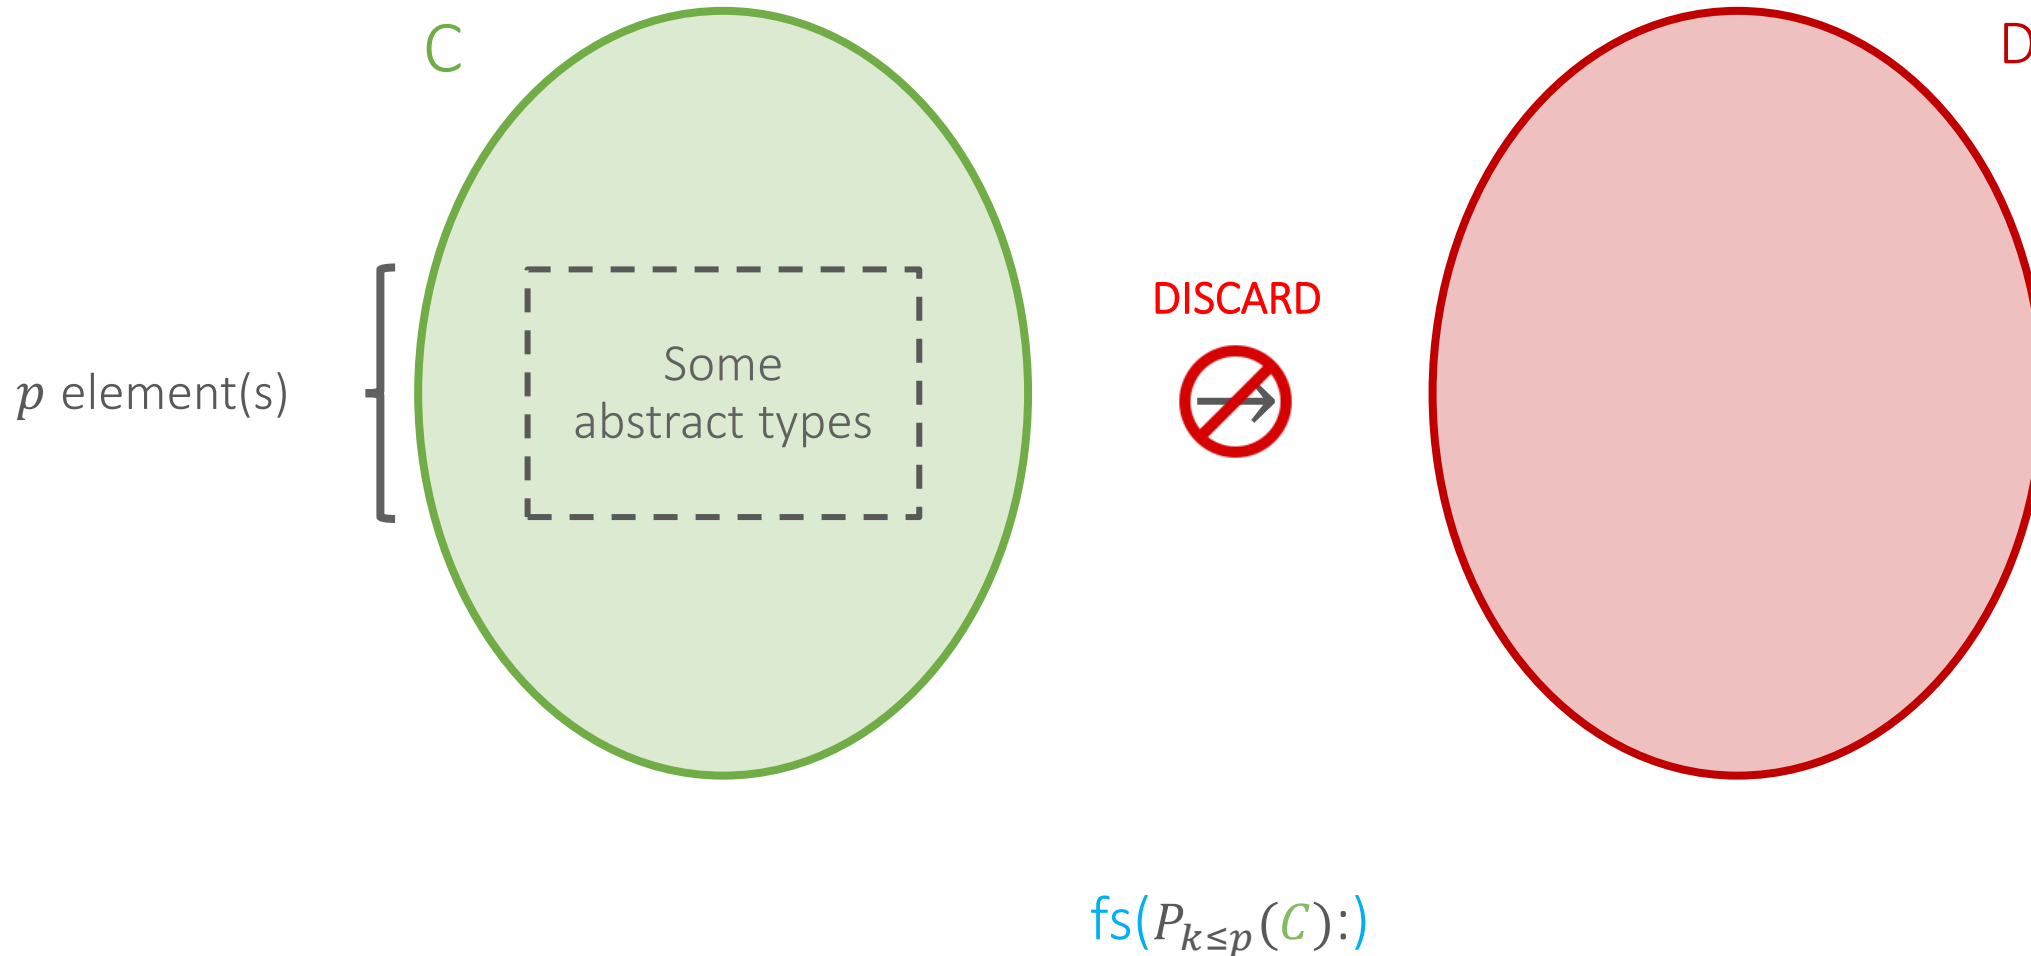 C
D
DISCARD
Some
abstract types
p element(s)
fs(P_{k≤p}(C):)